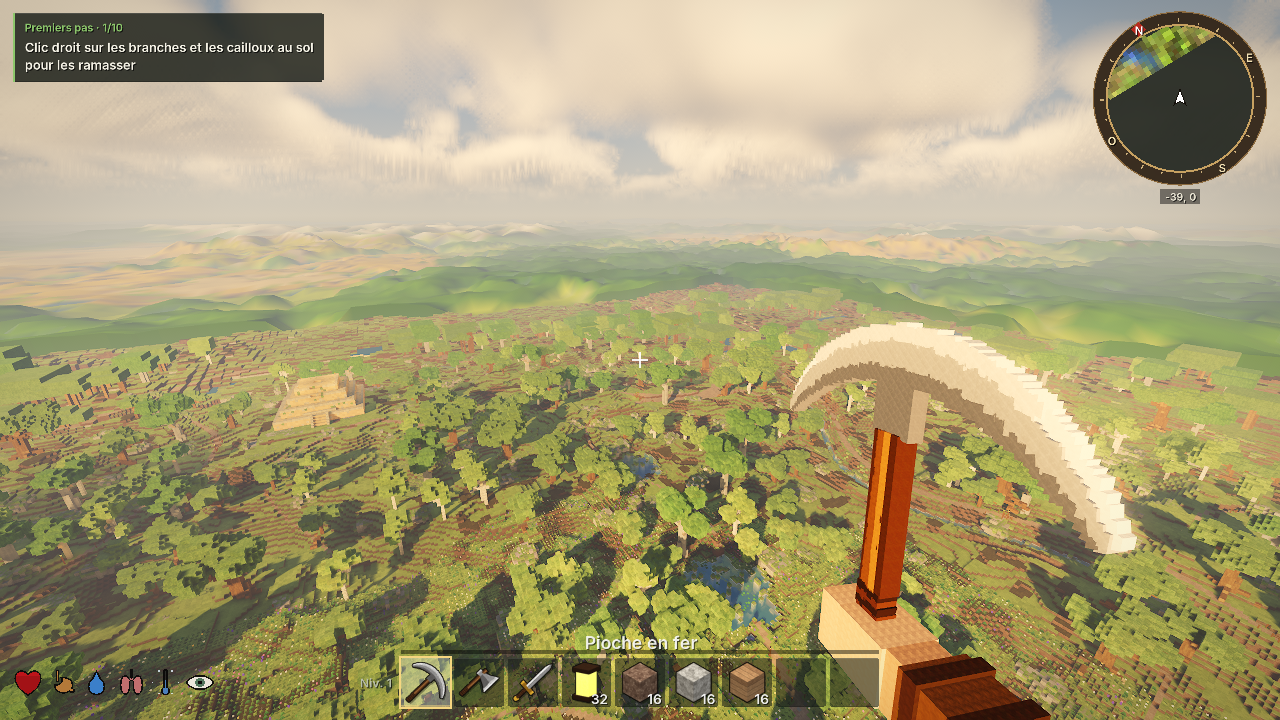 Premiers pas · 1/10
Clic droit sur les branches et les cailloux au sol
pour les ramasser
N
E
O
S
-39, 0
Pioche en fer
Niv. 1
32
16
16
16